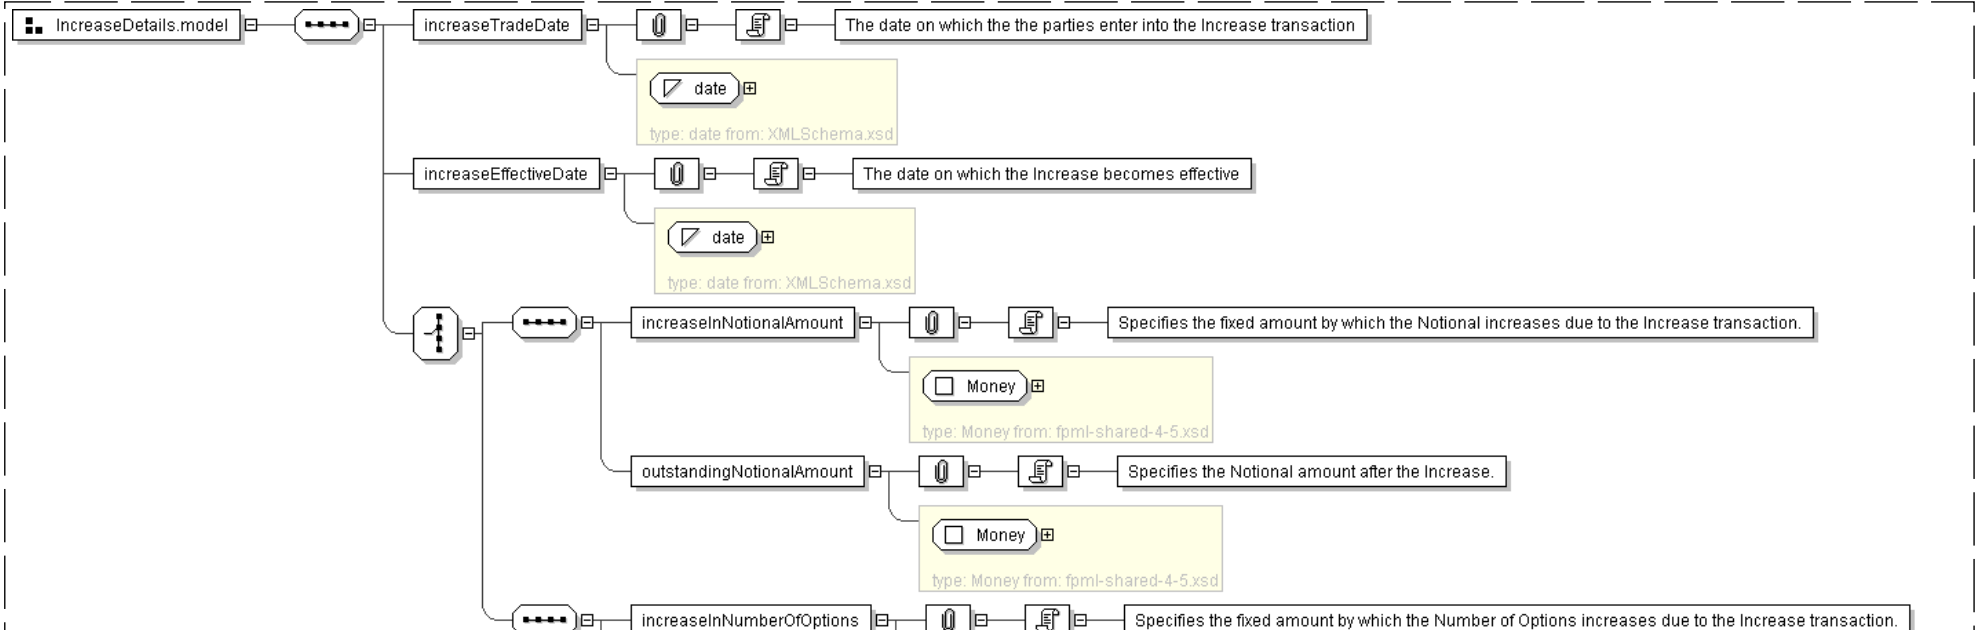 IncreaseDetails.model
increaseTradeDate
The date on which the the parties enter into the Increase transaction
date
type: date from: XMLSchema.xsd
increaseEffectiveDate
The date on which the Increase becomes effective
date
type: date from: XMLSchema.xsd
increaseInNotionalAmount
Specifies the fixed amount by which the Notional increases due to the Increase transaction.
Money
type: Money from: fpml-shared-4-5.xsd
outstandingNotionalAmount
Specifies the Notional amount after the Increase.
Money
type: Money from: fpml-shared-4-5.xsd
increaseInNumberOfOptions
Specifies the fixed amount by which the Number of Options increases due to the Increase transaction.